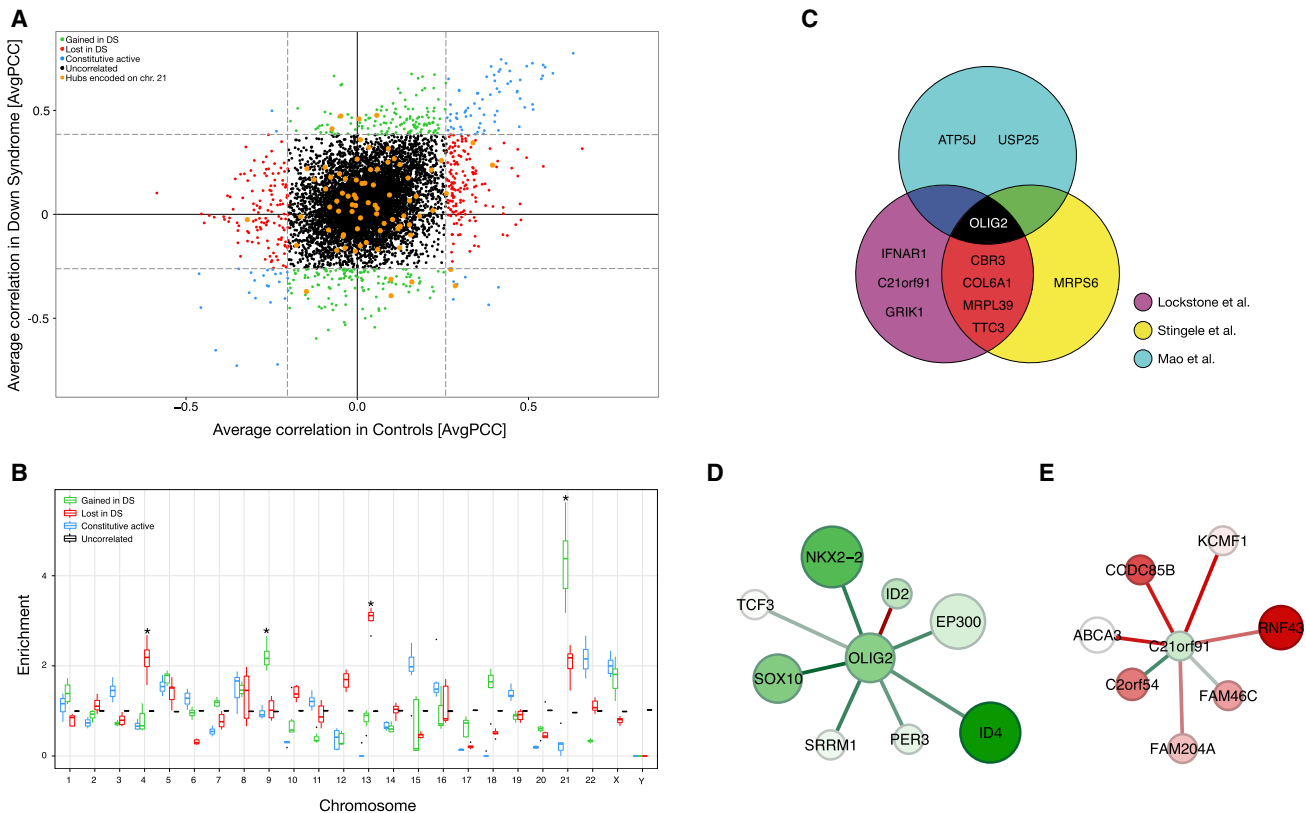 A
Gained in DS
Lost in DS
Constitutive active
Uncorrelated
Hubs encoded on chr. 21
Average correlation in Down Syndrome [AvgPCC]
0.5
0
-0.5
−0.5
0.0
0.5
Average correlation in Controls [AvgPCC]
B
Gained in DS
Lost in DS
Constitutive active
Uncorrelated
Enrichment
4
2
0
* * * *
1 2 3 4 5 6 7 8 9 10 11 12 13 14 15 16 17 18 19 20 21 22 X Y
Chromosome
C
ATP5J USP25
OLIG2
IFNAR1
C21orf91
GRIK1
CBR3
COL6A1
MRPL39
TTC3
MRPS6
Lockstone et al.
Stingele et al.
Mao et al.
D
NKX2−2
TCF3
ID2
EP300
OLIG2
SOX10
SRRM1
PER3
ID4
E
KCMF1
CCDC85B
RNF43
ABCA3
C21orf91
C2orf54
FAM46C
FAM204A